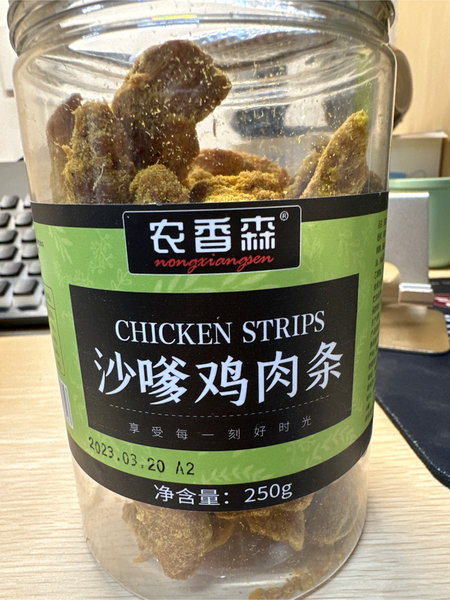 农香森®
nongxiangsen
CHICKEN STRIPS
沙嗲鸡肉条
享受每一刻好时光
2023.03.20 A2
净含量：250g